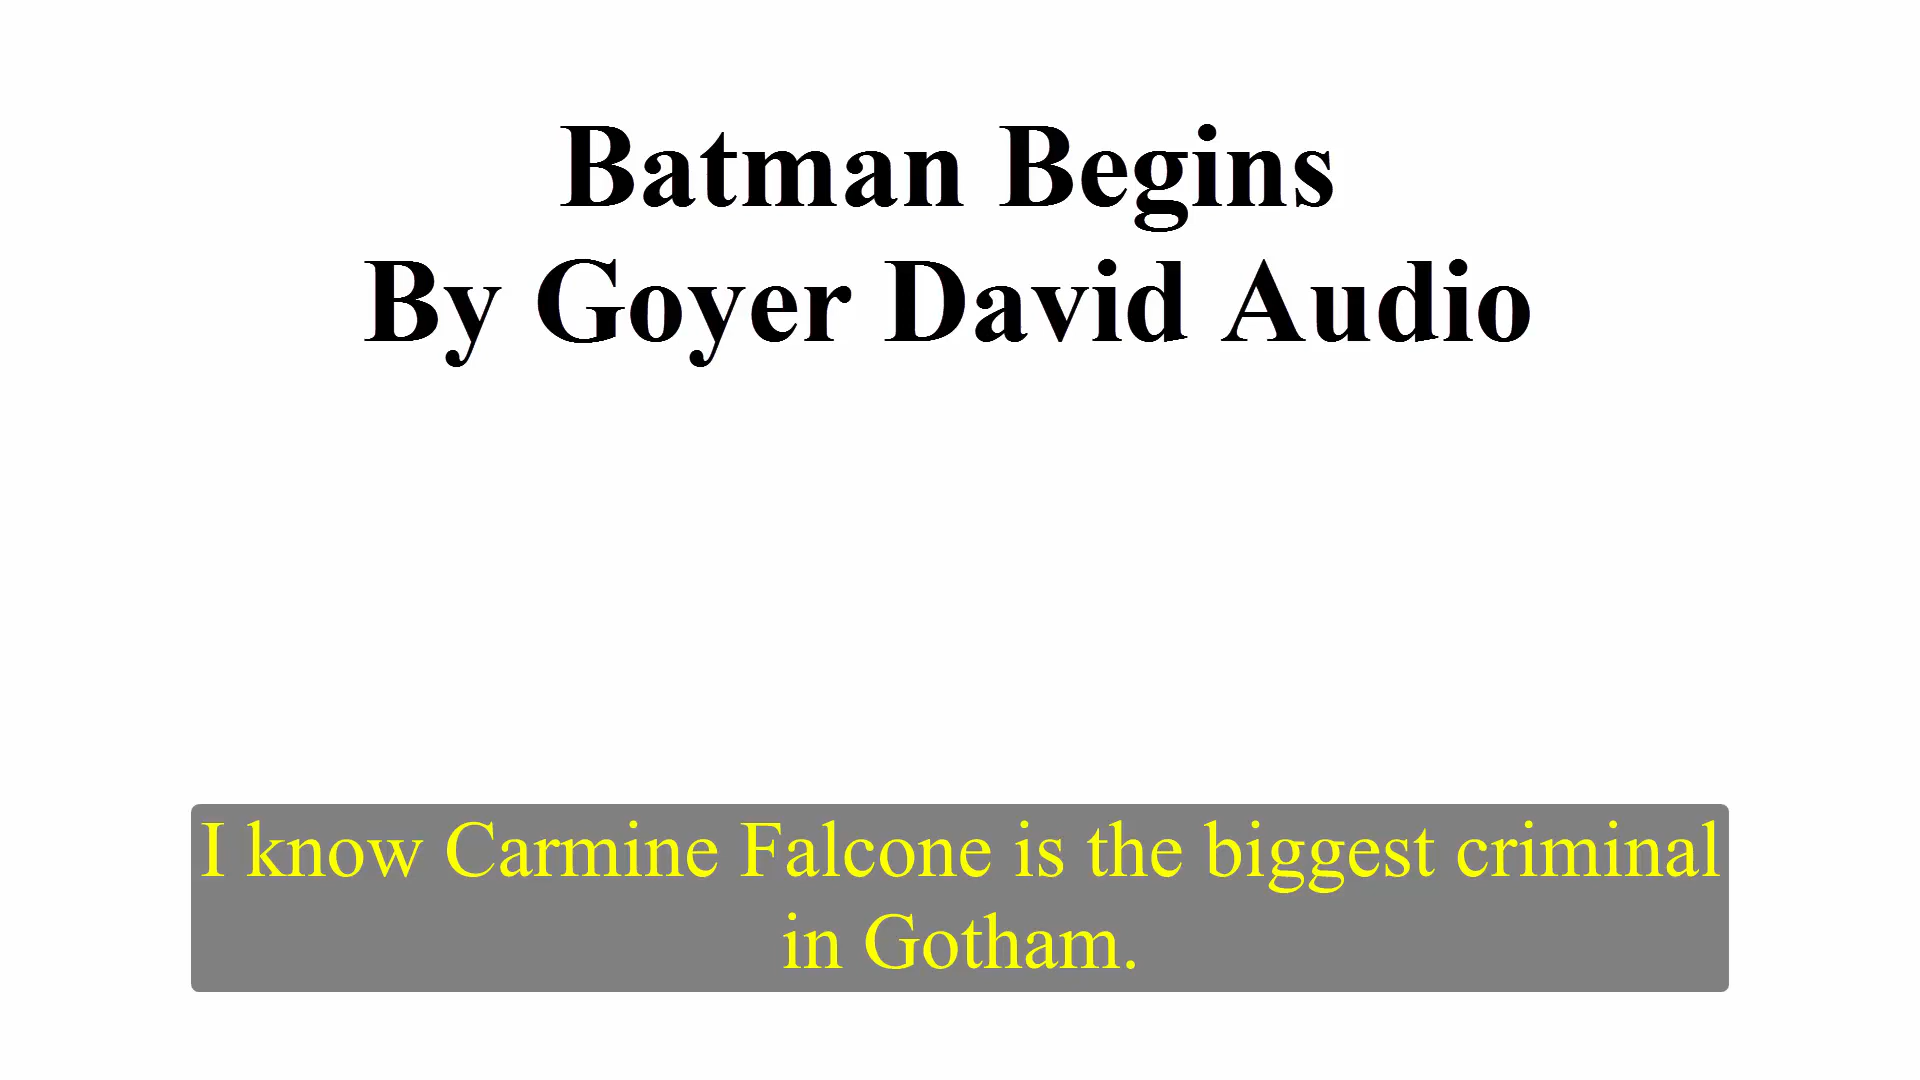 Batman Begins
By Goyer David Audio
I know Carmine Falcone is the biggest criminal
in Gotham.